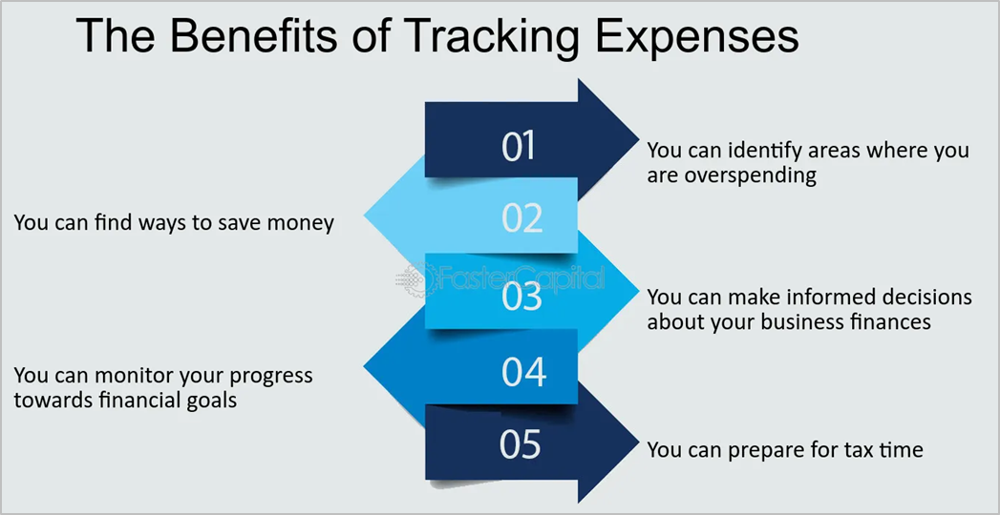 The Benefits of Tracking Expenses
01
You can identify areas where you
are overspending
02
You can find ways to save money
FasterCapital
03
You can make informed decisions
about your business finances
04
You can monitor your progress
towards financial goals
05
You can prepare for tax time